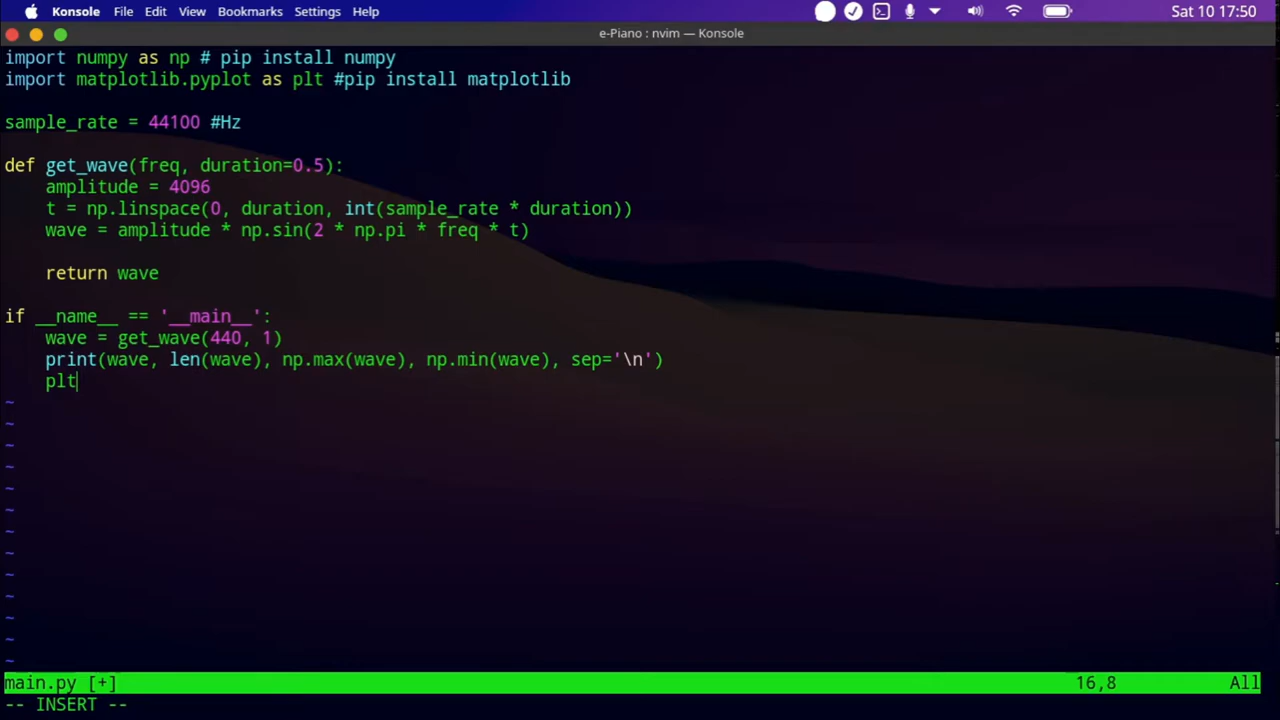 Konsole File Edit View Bookmarks Settings Help Sat 10 17:50
e-Piano : nvim — Konsole
import numpy as np # pip install numpy
import matplotlib.pyplot as plt #pip install matplotlib
sample_rate = 44100 #Hz
def get_wave(freq, duration=0.5):
    amplitude = 4096
    t = np.linspace(0, duration, int(sample_rate * duration))
    wave = amplitude * np.sin(2 * np.pi * freq * t)
    return wave
if __name__ == '__main__':
    wave = get_wave(440, 1)
    print(wave, len(wave), np.max(wave), np.min(wave), sep='\n')
    plt
~
~
~
~
~
~
~
~
~
~
~
~
~
main.py [+] 16,8 All
-- INSERT --